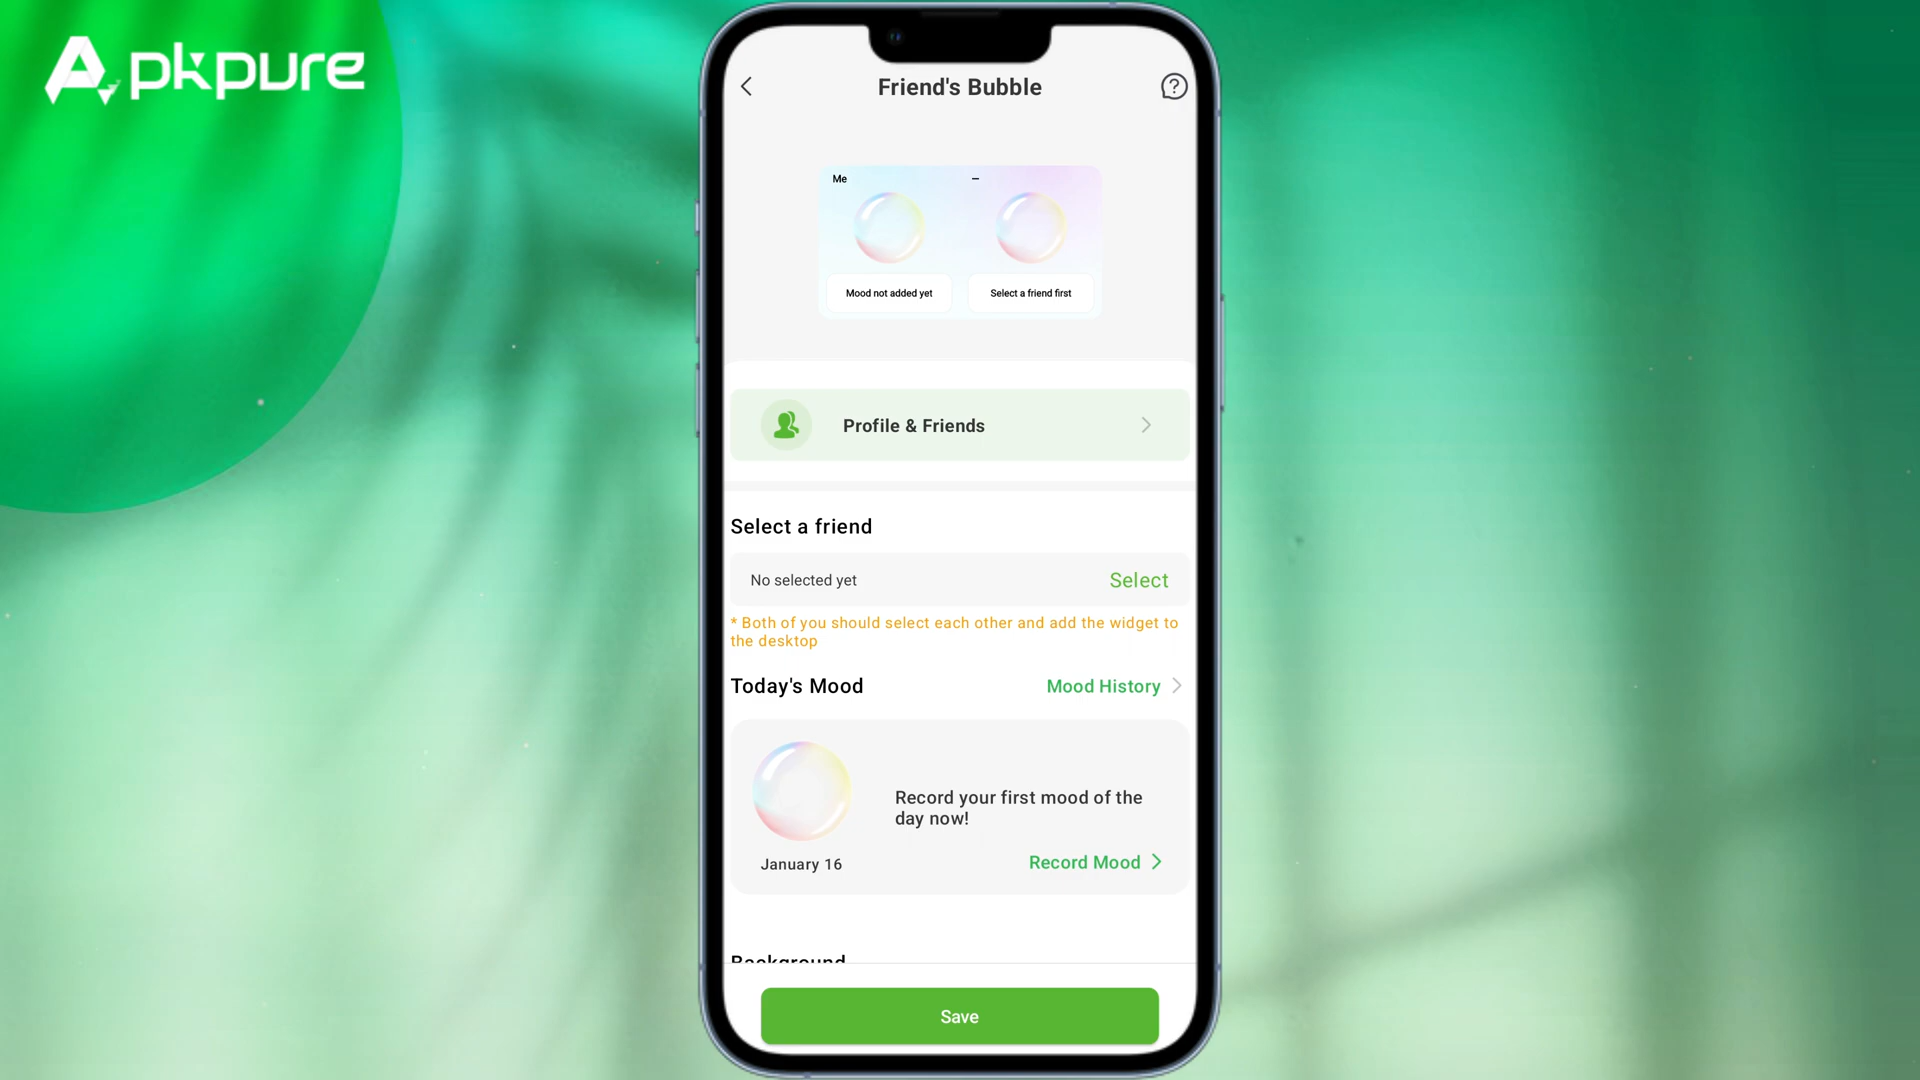 Apkpure
Friend's Bubble
?
Me
–
Mood not added yet
Select a friend first
Profile & Friends
Select a friend
No selected yet
Select
* Both of you should select each other and add the widget to
the desktop
Today's Mood
Mood History
Record your first mood of the
day now!
January 16
Record Mood
Background
Save